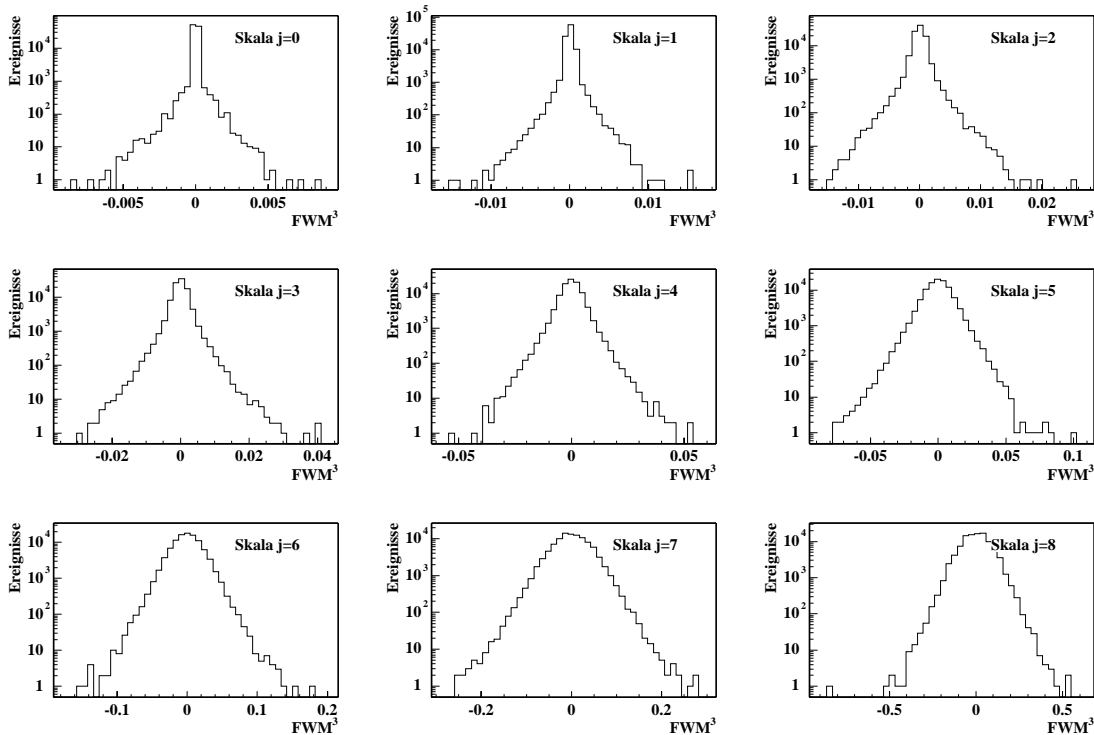 Ereignisse
10^4
10^3
10^2
10
1
Skala j=0
-0.005 0 0.005
FWM^3
Ereignisse
10^5
10^4
10^3
10^2
10
1
Skala j=1
-0.01 0 0.01
FWM^3
Ereignisse
10^4
10^3
10^2
10
1
Skala j=2
-0.01 0 0.01 0.02
FWM^3
Ereignisse
10^4
10^3
10^2
10
1
Skala j=3
-0.02 0 0.02 0.04
FWM^3
Ereignisse
10^4
10^3
10^2
10
1
Skala j=4
-0.05 0 0.05
FWM^3
Ereignisse
10^4
10^3
10^2
10
1
Skala j=5
-0.05 0 0.05 0.1
FWM^3
Ereignisse
10^4
10^3
10^2
10
1
Skala j=6
-0.1 0 0.1 0.2
FWM^3
Ereignisse
10^4
10^3
10^2
10
1
Skala j=7
-0.2 0 0.2
FWM^3
Ereignisse
10^4
10^3
10^2
10
1
Skala j=8
-0.5 0 0.5
FWM^3